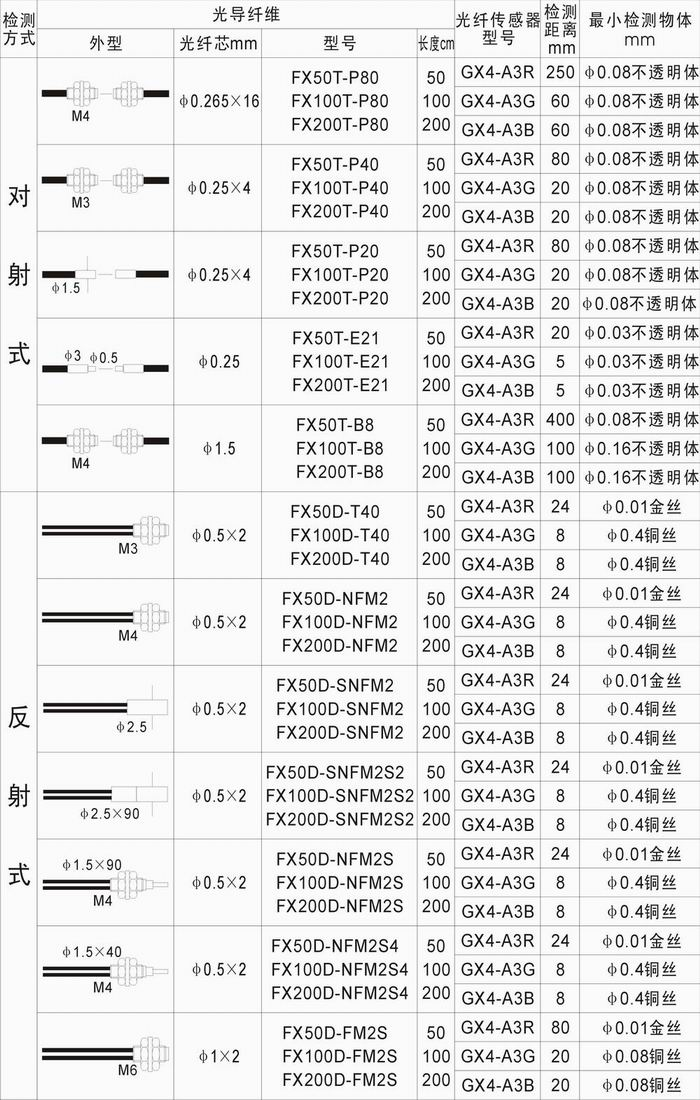 检测方式 光导纤维 光纤传感器型号 检测距离mm 最小检测物体mm
外型 光纤芯mm 型号 长度cm
对射式
M4 φ0.265×16
FX50T-P80 50 GX4-A3R 250 φ0.08不透明体
FX100T-P80 100 GX4-A3G 60 φ0.08不透明体
FX200T-P80 200 GX4-A3B 60 φ0.08不透明体
M3 φ0.25×4
FX50T-P40 50 GX4-A3R 80 φ0.08不透明体
FX100T-P40 100 GX4-A3G 20 φ0.08不透明体
FX200T-P40 200 GX4-A3B 20 φ0.08不透明体
φ1.5 φ0.25×4
FX50T-P20 50 GX4-A3R 80 φ0.08不透明体
FX100T-P20 100 GX4-A3G 20 φ0.08不透明体
FX200T-P20 200 GX4-A3B 20 φ0.08不透明体
φ3 φ0.5 φ0.25
FX50T-E21 50 GX4-A3R 20 φ0.03不透明体
FX100T-E21 100 GX4-A3G 5 φ0.03不透明体
FX200T-E21 200 GX4-A3B 5 φ0.03不透明体
M4 φ1.5
FX50T-B8 50 GX4-A3R 400 φ0.08不透明体
FX100T-B8 100 GX4-A3G 100 φ0.16不透明体
FX200T-B8 200 GX4-A3B 100 φ0.16不透明体
反射式
M3 φ0.5×2
FX50D-T40 50 GX4-A3R 24 φ0.01金丝
FX100D-T40 100 GX4-A3G 8 φ0.4铜丝
FX200D-T40 200 GX4-A3B 8 φ0.4铜丝
M4 φ0.5×2
FX50D-NFM2 50 GX4-A3R 24 φ0.01金丝
FX100D-NFM2 100 GX4-A3G 8 φ0.4铜丝
FX200D-NFM2 200 GX4-A3B 8 φ0.4铜丝
φ2.5 φ0.5×2
FX50D-SNFM2 50 GX4-A3R 24 φ0.01金丝
FX100D-SNFM2 100 GX4-A3G 8 φ0.4铜丝
FX200D-SNFM2 200 GX4-A3B 8 φ0.4铜丝
φ2.5×90 φ0.5×2
FX50D-SNFM2S2 50 GX4-A3R 24 φ0.01金丝
FX100D-SNFM2S2 100 GX4-A3G 8 φ0.4铜丝
FX200D-SNFM2S2 200 GX4-A3B 8 φ0.4铜丝
φ1.5×90 M4 φ0.5×2
FX50D-NFM2S 50 GX4-A3R 24 φ0.01金丝
FX100D-NFM2S 100 GX4-A3G 8 φ0.4铜丝
FX200D-NFM2S 200 GX4-A3B 8 φ0.4铜丝
φ1.5×40 M4 φ0.5×2
FX50D-NFM2S4 50 GX4-A3R 24 φ0.01金丝
FX100D-NFM2S4 100 GX4-A3G 8 φ0.4铜丝
FX200D-NFM2S4 200 GX4-A3B 8 φ0.4铜丝
M6 φ1×2
FX50D-FM2S 50 GX4-A3R 80 φ0.01金丝
FX100D-FM2S 100 GX4-A3G 20 φ0.08铜丝
FX200D-FM2S 200 GX4-A3B 20 φ0.08铜丝